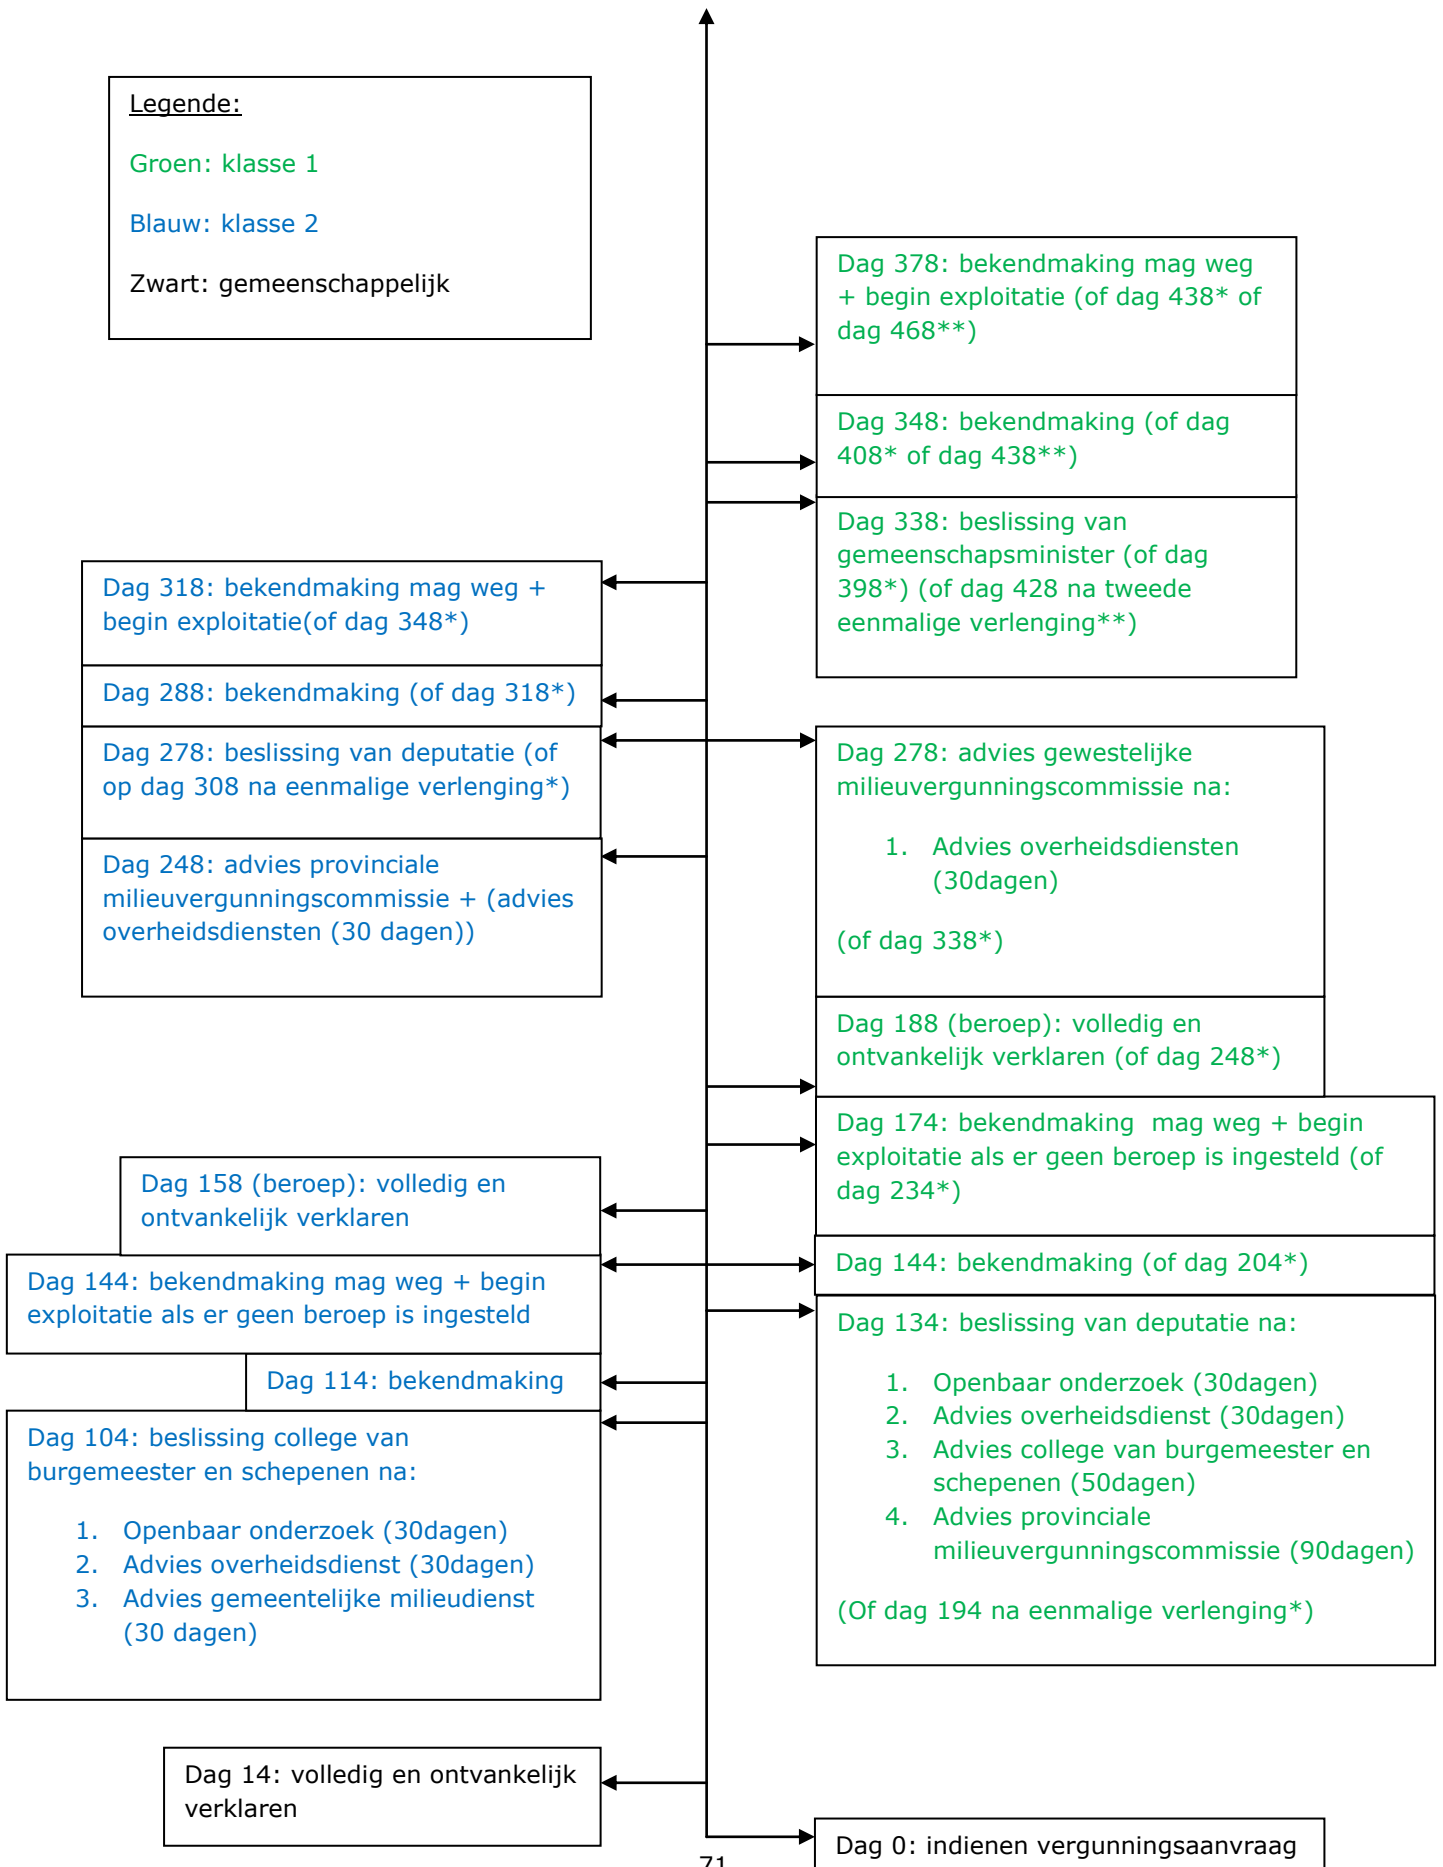 Legende:
Groen: klasse 1
Blauw: klasse 2
Zwart: gemeenschappelijk
Dag 378: bekendmaking mag weg
+ begin exploitatie (of dag 438* of
dag 468**)
Dag 348: bekendmaking (of dag
408* of dag 438**)
Dag 338: beslissing van
gemeenschapsminister (of dag
398*) (of dag 428 na tweede
eenmalige verlenging**)
Dag 318: bekendmaking mag weg +
begin exploitatie(of dag 348*)
Dag 288: bekendmaking (of dag 318*)
Dag 278: beslissing van deputatie (of
op dag 308 na eenmalige verlenging*)
Dag 278: advies gewestelijke
milieuvergunningscommissie na:
1. Advies overheidsdiensten
(30dagen)
(of dag 338*)
Dag 248: advies provinciale
milieuvergunningscommissie + (advies
overheidsdiensten (30 dagen))
Dag 188 (beroep): volledig en
ontvankelijk verklaren (of dag 248*)
Dag 174: bekendmaking  mag weg + begin
exploitatie als er geen beroep is ingesteld (of
dag 234*)
Dag 158 (beroep): volledig en
ontvankelijk verklaren
Dag 144: bekendmaking mag weg + begin
exploitatie als er geen beroep is ingesteld
Dag 144: bekendmaking (of dag 204*)
Dag 134: beslissing van deputatie na:
1. Openbaar onderzoek (30dagen)
2. Advies overheidsdienst (30dagen)
3. Advies college van burgemeester en
schepenen (50dagen)
4. Advies provinciale
milieuvergunningscommissie (90dagen)
(Of dag 194 na eenmalige verlenging*)
Dag 114: bekendmaking
Dag 104: beslissing college van
burgemeester en schepenen na:
1. Openbaar onderzoek (30dagen)
2. Advies overheidsdienst (30dagen)
3. Advies gemeentelijke milieudienst
(30 dagen)
Dag 14: volledig en ontvankelijk
verklaren
Dag 0: indienen vergunningsaanvraag
71